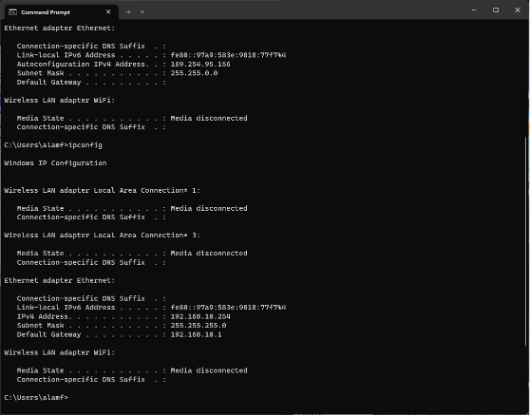 Command Prompt
Ethernet adapter Ethernet:
Connection-specific DNS Suffix . :
Link-local IPv6 Address . . . . . : fe80::97a9:583e:9818:77f7%4
Autoconfiguration IPv4 Address. . : 169.254.95.156
Subnet Mask . . . . . . . . . . . : 255.255.0.0
Default Gateway . . . . . . . . . :
Wireless LAN adapter WiFi:
Media State . . . . . . . . . . . : Media disconnected
Connection-specific DNS Suffix . :
C:\Users\alamf>ipconfig
Windows IP Configuration
Wireless LAN adapter Local Area Connection* 1:
Media State . . . . . . . . . . . : Media disconnected
Connection-specific DNS Suffix . :
Wireless LAN adapter Local Area Connection* 3:
Media State . . . . . . . . . . . : Media disconnected
Connection-specific DNS Suffix . :
Ethernet adapter Ethernet:
Connection-specific DNS Suffix . :
Link-local IPv6 Address . . . . . : fe80::97a9:583e:9818:77f7%4
IPv4 Address. . . . . . . . . . . : 192.168.10.254
Subnet Mask . . . . . . . . . . . : 255.255.255.0
Default Gateway . . . . . . . . . : 192.168.10.1
Wireless LAN adapter WiFi:
Media State . . . . . . . . . . . : Media disconnected
Connection-specific DNS Suffix . :
C:\Users\alamf>